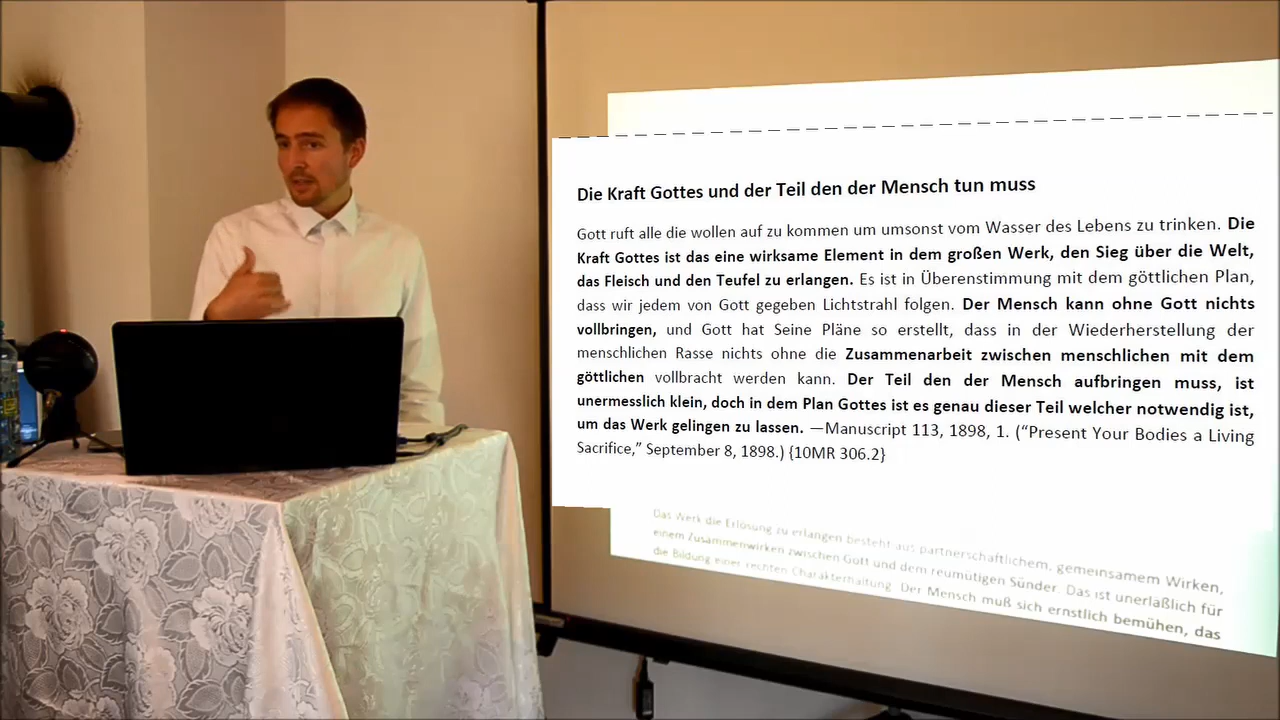 Die Kraft Gottes und der Teil den der Mensch tun muss
Gott ruft alle die wollen auf zu kommen um umsonst vom Wasser des Lebens zu trinken. Die
Kraft Gottes ist das eine wirksame Element in dem großen Werk, den Sieg über die Welt,
das Fleisch und den Teufel zu erlangen. Es ist in Überenstimmung mit dem göttlichen Plan,
dass wir jedem von Gott gegeben Lichtstrahl folgen. Der Mensch kann ohne Gott nichts
vollbringen, und Gott hat Seine Pläne so erstellt, dass in der Wiederherstellung der
menschlichen Rasse nichts ohne die Zusammenarbeit zwischen menschlichen mit dem
göttlichen vollbracht werden kann. Der Teil den der Mensch aufbringen muss, ist
unermesslich klein, doch in dem Plan Gottes ist es genau dieser Teil welcher notwendig ist,
um das Werk gelingen zu lassen. —Manuscript 113, 1898, 1. (“Present Your Bodies a Living
Sacrifice,” September 8, 1898.) {10MR 306.2}
Das Werk die Erlösung zu erlangen besteht aus partnerschaftlichem, gemeinsamem Wirken,
einem Zusammenwirken zwischen Gott und dem reumütigen Sünder. Das ist unerläßlich für
die Bildung einer rechten Charakterhaltung. Der Mensch muß sich ernstlich bemühen, das